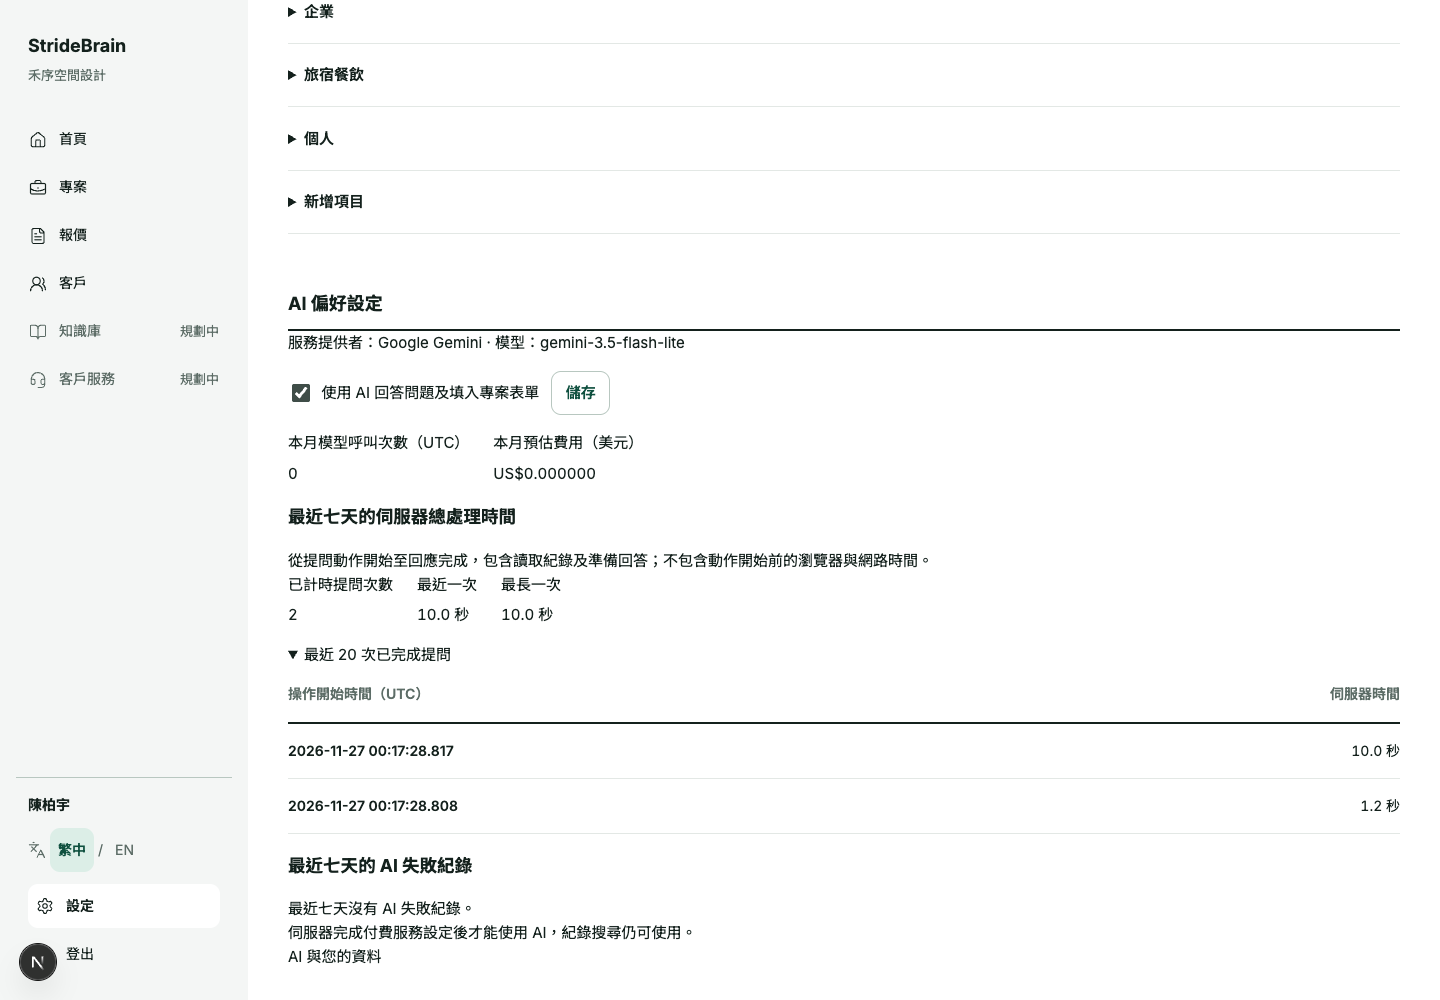 StrideBrain
禾序空間設計
首頁
專案
報價
客戶
知識庫 規劃中
客戶服務 規劃中
陳柏宇
繁中 / EN
設定
登出
企業
旅宿餐飲
個人
新增項目
AI 偏好設定
服務提供者：Google Gemini · 模型：gemini-3.5-flash-lite
使用 AI 回答問題及填入專案表單 儲存
本月模型呼叫次數（UTC） 本月預估費用（美元）
0 US$0.000000
最近七天的伺服器總處理時間
從提問動作開始至回應完成，包含讀取紀錄及準備回答；不包含動作開始前的瀏覽器與網路時間。
已計時提問次數 最近一次 最長一次
2 10.0 秒 10.0 秒
最近 20 次已完成提問
操作開始時間（UTC） 伺服器時間
2026-11-27 00:17:28.817 10.0 秒
2026-11-27 00:17:28.808 1.2 秒
最近七天的 AI 失敗紀錄
最近七天沒有 AI 失敗紀錄。
伺服器完成付費服務設定後才能使用 AI，紀錄搜尋仍可使用。
AI 與您的資料